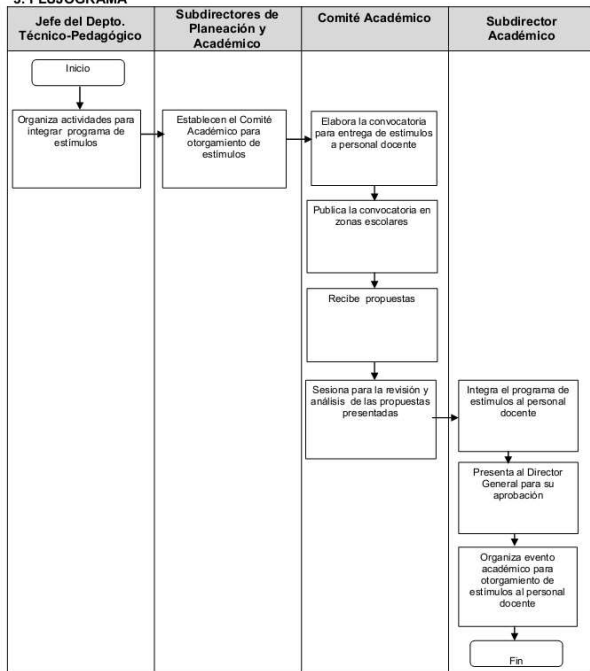 5. FLUJOGRAMA
Jefe del Depto.
Técnico-Pedagógico
Subdirectores de
Planeación y
Académico
Comité Académico
Subdirector
Académico
Inicio
Organiza actividades para
integrar programa de
estímulos
Establecen el Comité
Académico para
otorgamiento de
estímulos
Elabora la convocatoria
para entrega de estímulos
a personal docente
Publica la convocatoria en
zonas escolares
Recibe propuestas
Sesiona para la revisión y
análisis de las propuestas
presentadas
Integra el programa de
estímulos al personal
docente
Presenta al Director
General para su
aprobación
Organiza evento
académico para
otorgamiento de
estímulos al personal
docente
Fin